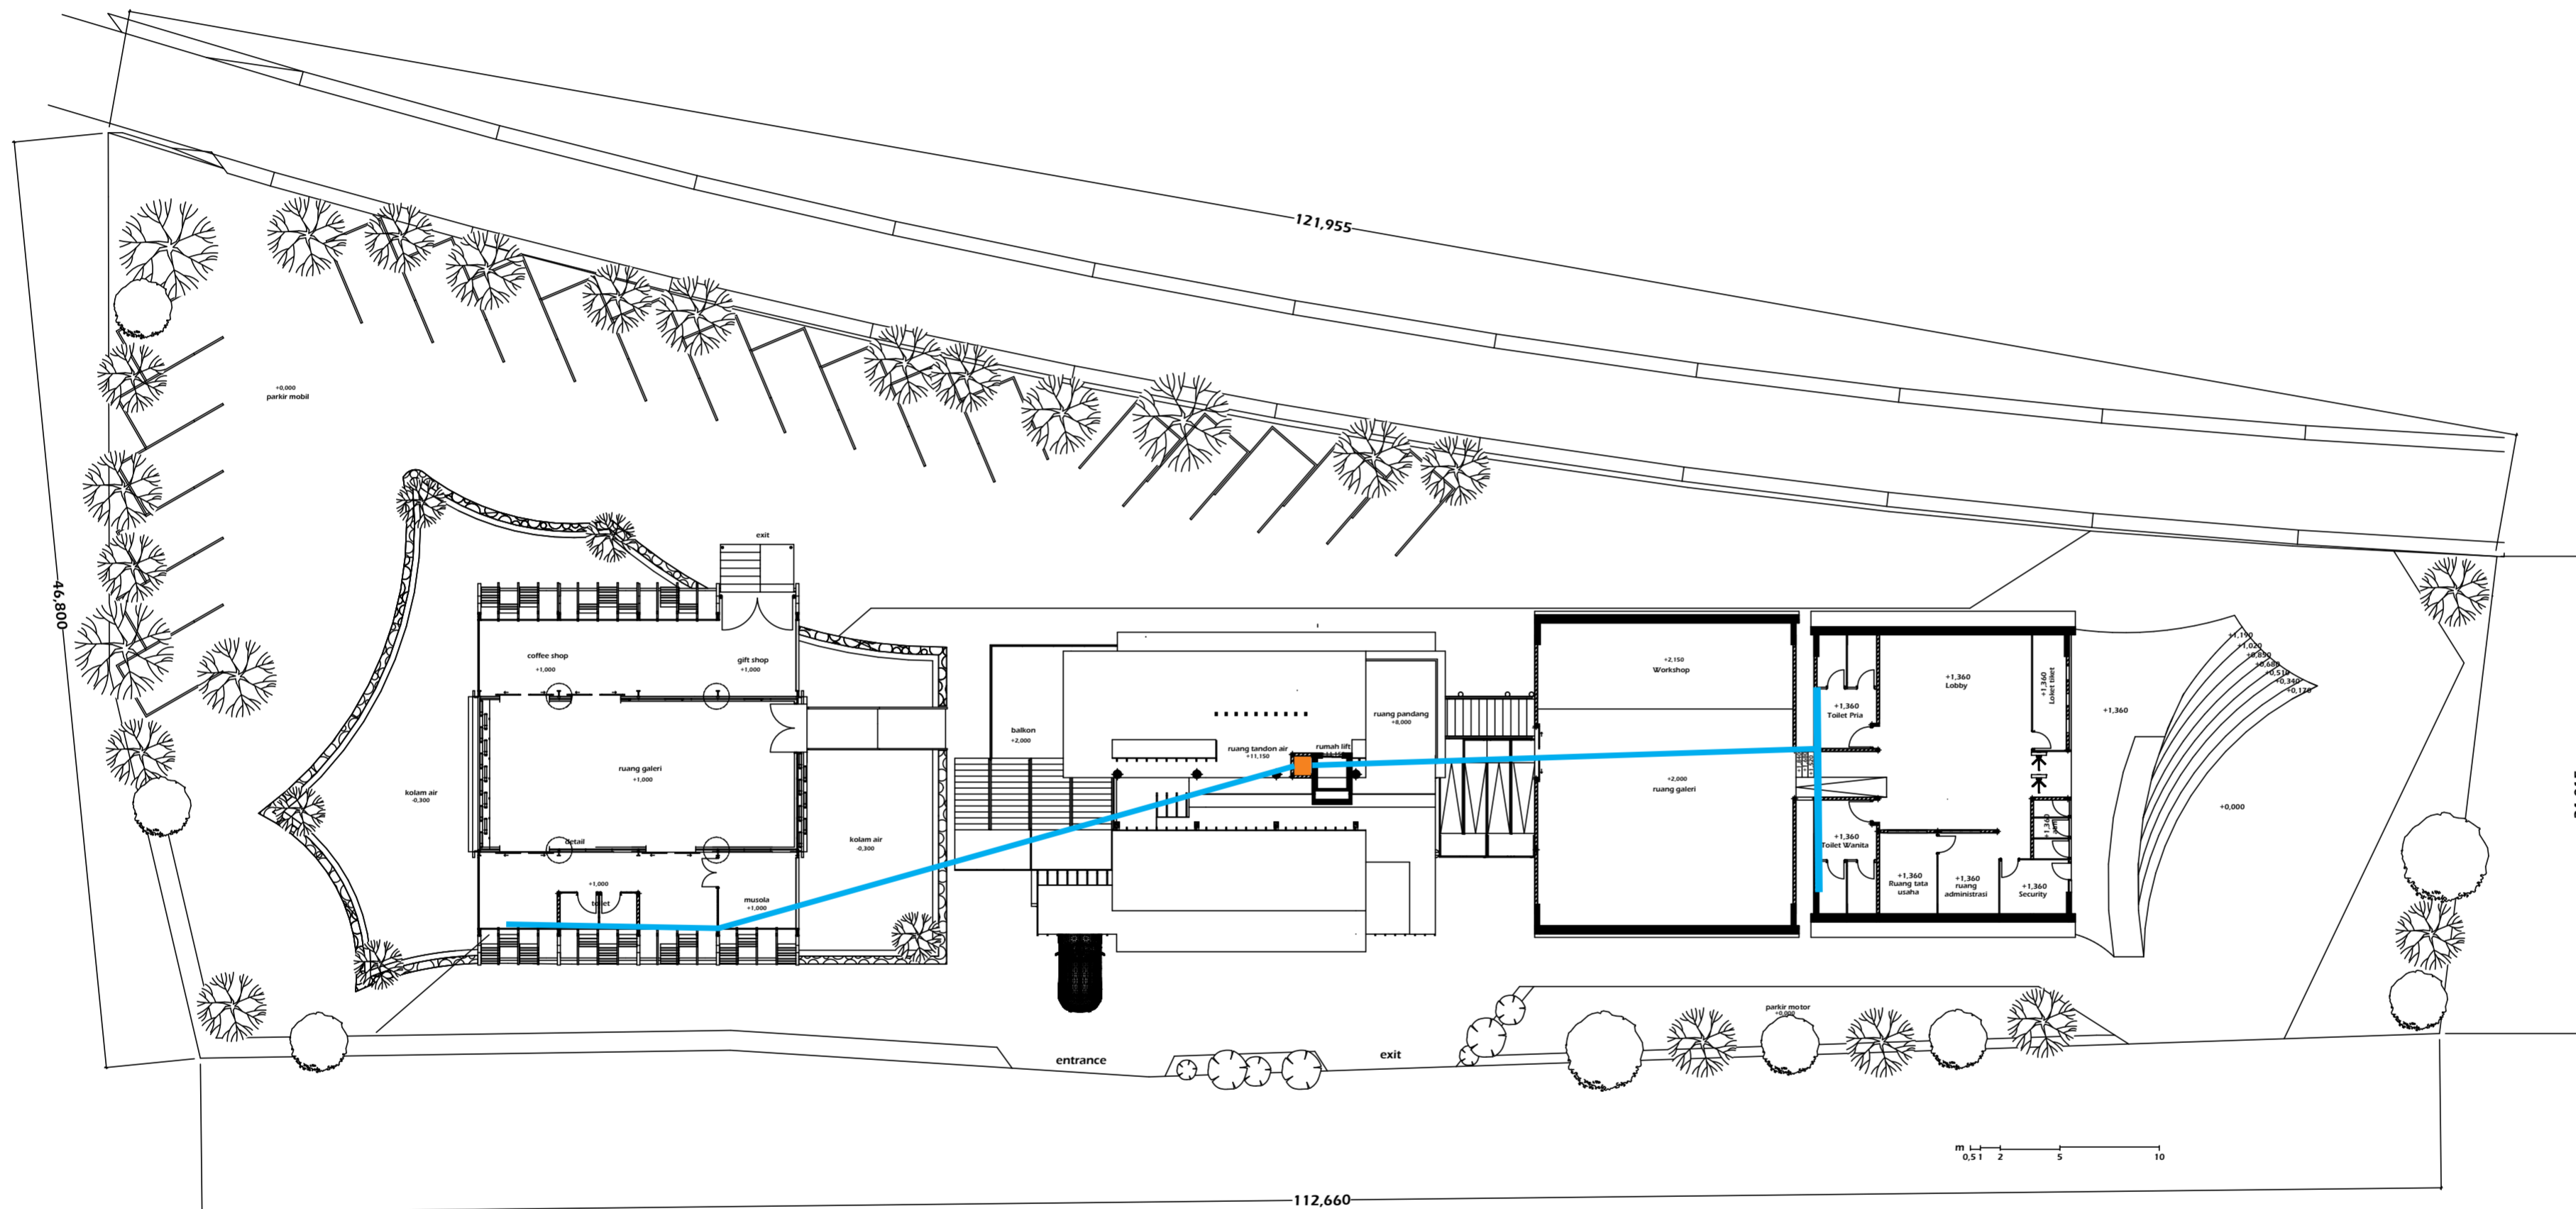 121,955
46,800
+0,000
parkir mobil
exit
coffee shop
+1,000
gift shop
+1,000
ruang galeri
+1,000
kolam air
-0,300
detail
+1,000
toilet
musola
+1,000
kolam air
-0,300
balkon
+2,000
ruang tandon air
+11,150
rumah lift
ruang pandang
+8,000
+2,150
Workshop
+2,000
ruang galeri
+1,360
Toilet Pria
+1,360
Toilet Wanita
+1,360
Lobby
+1,360
Loket tiket
+1,360
+1,360
Ruang tata
usaha
+1,360
ruang
administrasi
+1,360
Security
+1,360
+0,000
+1,190
+1,020
+0,850
+0,680
+0,510
+0,340
+0,170
parkir motor
+0,000
entrance
exit
m
0,5 1 2 5 10
112,660